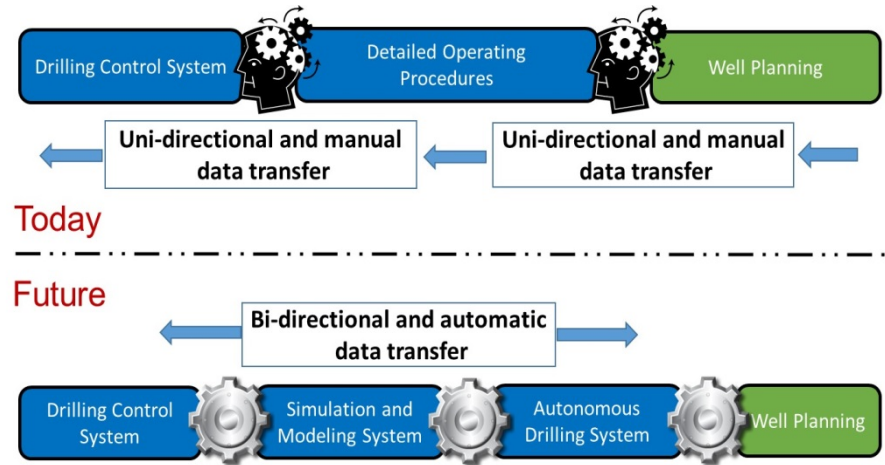 Drilling Control System
Detailed Operating
Procedures
Well Planning
Uni-directional and manual
data transfer
Uni-directional and manual
data transfer
Today
Future
Bi-directional and automatic
data transfer
Drilling Control
System
Simulation and
Modeling System
Autonomous
Drilling System
Well Planning